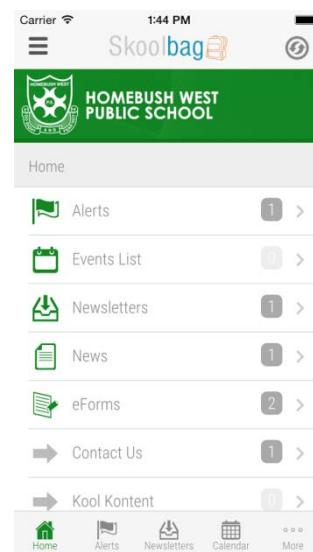 Carrier 1:44 PM
Skoolbag
HOMEBUSH WEST
PUBLIC SCHOOL
Home
Alerts 1
Events List 0
Newsletters 1
News 1
eForms 2
Contact Us 1
Kool Kontent 0
Home Alerts Newsletters Calendar More